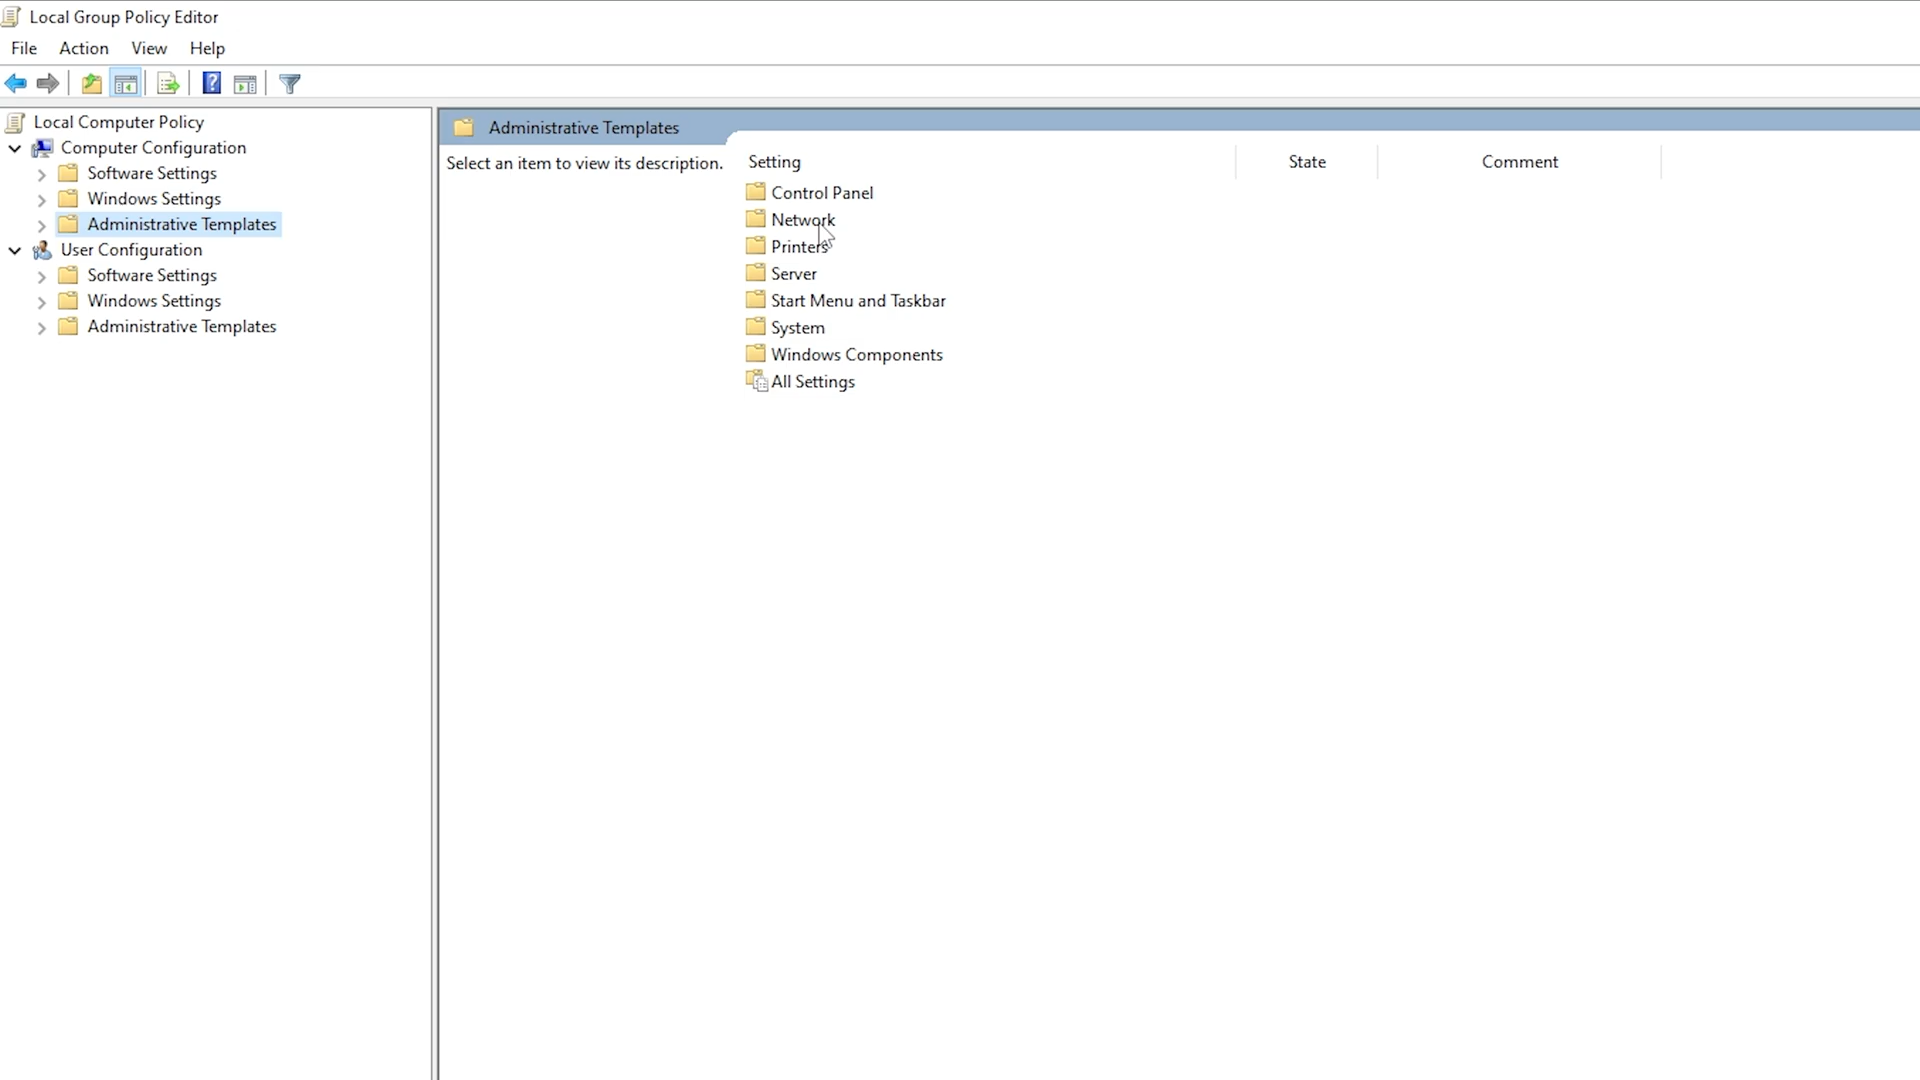 Local Group Policy Editor
File Action View Help
Local Computer Policy
Computer Configuration
Software Settings
Windows Settings
Administrative Templates
User Configuration
Software Settings
Windows Settings
Administrative Templates
Administrative Templates
Select an item to view its description.
Setting State Comment
Control Panel
Network
Printers
Server
Start Menu and Taskbar
System
Windows Components
All Settings